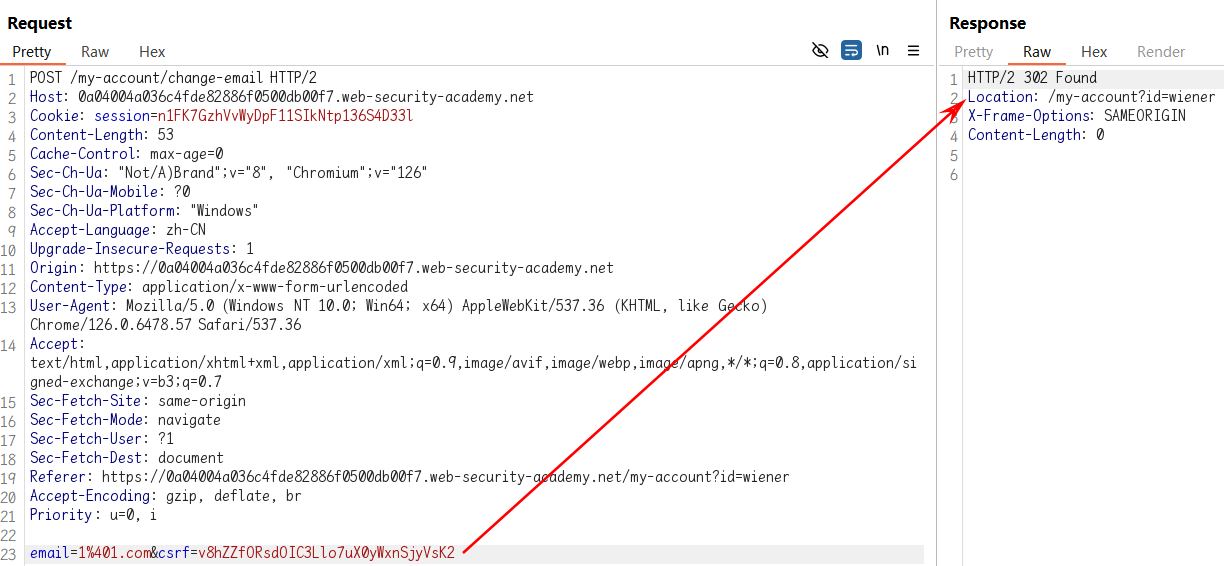 Request
Pretty Raw Hex
\n
1 POST /my-account/change-email HTTP/2
2 Host: 0a04004a036c4fde82886f0500db00f7.web-security-academy.net
3 Cookie: session=n1FK7GzhVvWyDpF11SIkNtp136S4D33l
4 Content-Length: 53
5 Cache-Control: max-age=0
6 Sec-Ch-Ua: "Not/A)Brand";v="8", "Chromium";v="126"
7 Sec-Ch-Ua-Mobile: ?0
8 Sec-Ch-Ua-Platform: "Windows"
9 Accept-Language: zh-CN
10 Upgrade-Insecure-Requests: 1
11 Origin: https://0a04004a036c4fde82886f0500db00f7.web-security-academy.net
12 Content-Type: application/x-www-form-urlencoded
13 User-Agent: Mozilla/5.0 (Windows NT 10.0; Win64; x64) AppleWebKit/537.36 (KHTML, like Gecko)
Chrome/126.0.6478.57 Safari/537.36
14 Accept:
text/html,application/xhtml+xml,application/xml;q=0.9,image/avif,image/webp,image/apng,*/*;q=0.8,application/si
gned-exchange;v=b3;q=0.7
15 Sec-Fetch-Site: same-origin
16 Sec-Fetch-Mode: navigate
17 Sec-Fetch-User: ?1
18 Sec-Fetch-Dest: document
19 Referer: https://0a04004a036c4fde82886f0500db00f7.web-security-academy.net/my-account?id=wiener
20 Accept-Encoding: gzip, deflate, br
21 Priority: u=0, i
22
23 email=1%401.com&csrf=v8hZZfORsdOIC3Llo7uX0yWxnSjyVsK2
Response
Pretty Raw Hex Render
1 HTTP/2 302 Found
2 Location: /my-account?id=wiener
3 X-Frame-Options: SAMEORIGIN
4 Content-Length: 0
5
6